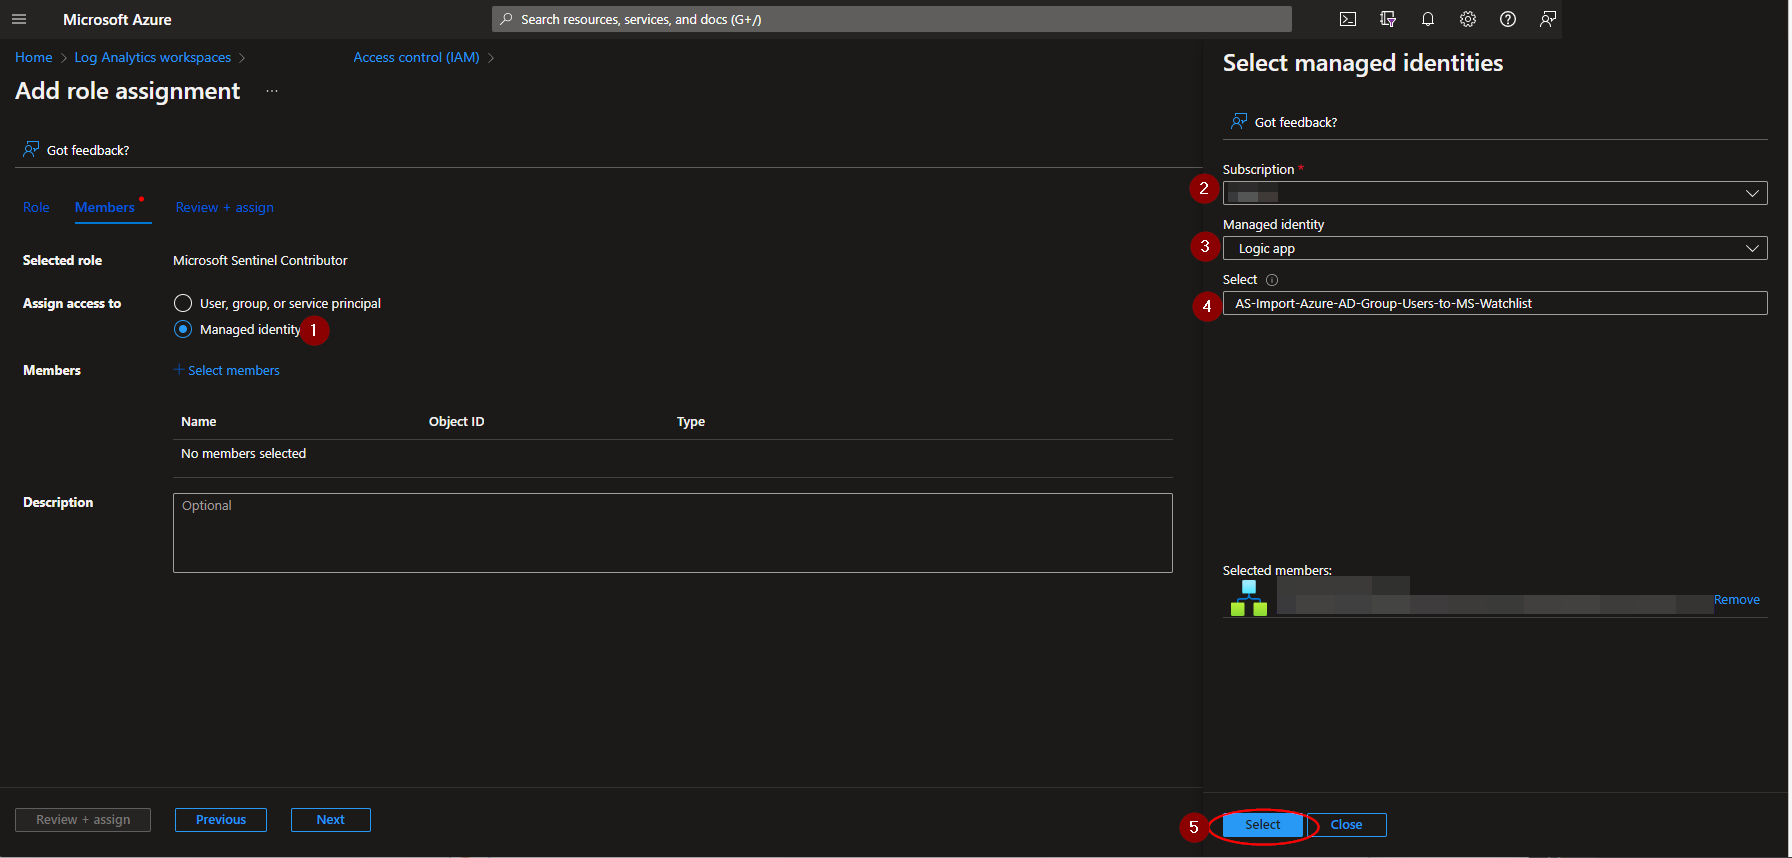 Microsoft Azure
Search resources, services, and docs (G+/)
Home > Log Analytics workspaces > Access control (IAM) >
Add role assignment ...
Got feedback?
Role Members Review + assign
Selected role Microsoft Sentinel Contributor
Assign access to User, group, or service principal
Managed identity 1
Members + Select members
Name Object ID Type
No members selected
Description Optional
Review + assign Previous Next
Select managed identities
Got feedback?
Subscription *
2
Managed identity
3 Logic app
Select
4 AS-Import-Azure-AD-Group-Users-to-MS-Watchlist
Selected members:
Remove
5 Select Close